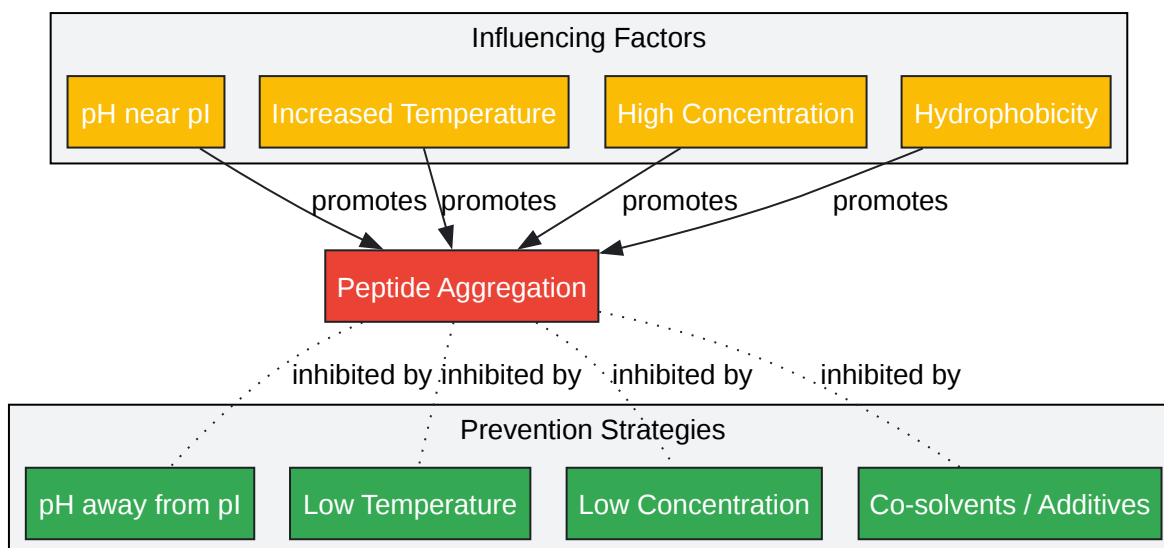 Influencing Factors
pH near pI
Increased Temperature
High Concentration
Hydrophobicity
promotes
promotes
promotes
promotes
Peptide Aggregation
inhibited by
inhibited by
inhibited by
inhibited by
Prevention Strategies
pH away from pI
Low Temperature
Low Concentration
Co-solvents / Additives